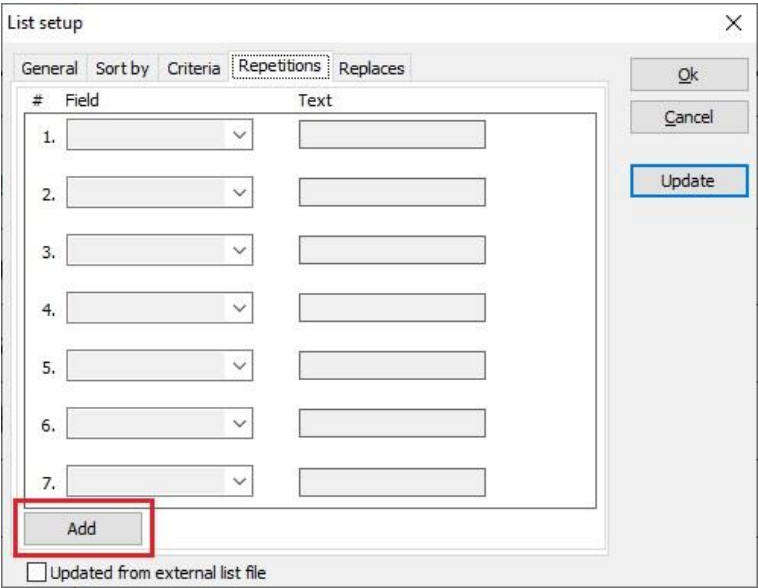 List setup
General Sort by Criteria Repetitions Replaces
Ok
# Field Text
Cancel
1.
Update
2.
3.
4.
5.
6.
7.
Add
Updated from external list file